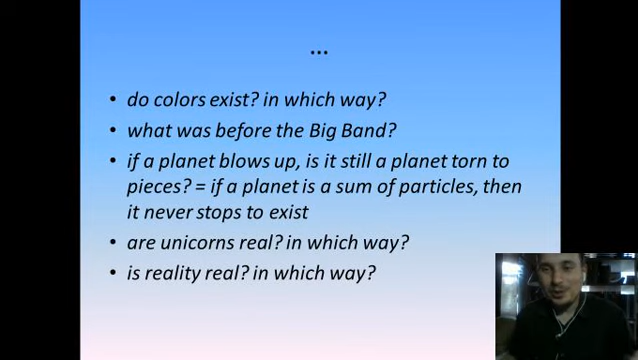 ...
• do colors exist? in which way?
• what was before the Big Band?
• if a planet blows up, is it still a planet torn to
pieces? = if a planet is a sum of particles, then
it never stops to exist
• are unicorns real? in which way?
• is reality real? in which way?